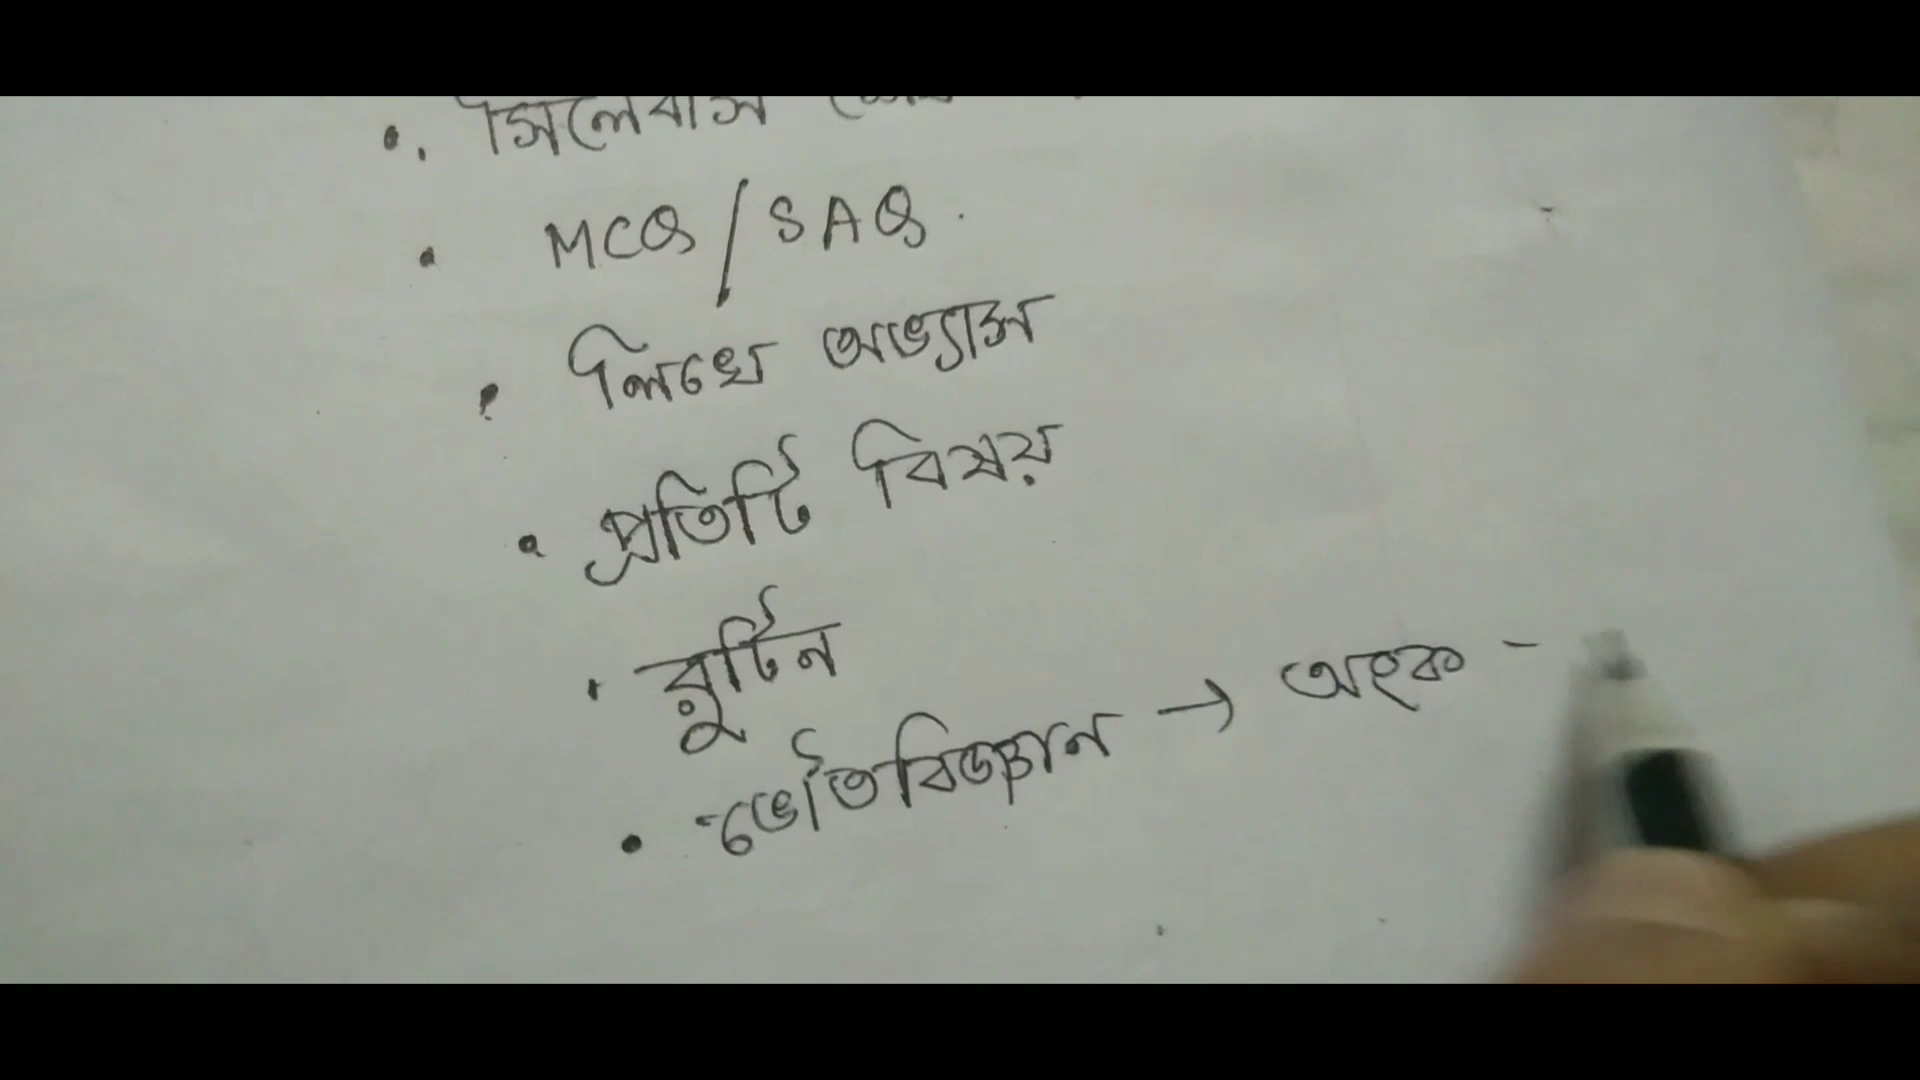 • সিলেবাস
• MCQ/SAQ.
• লিখে অভ্যাস
• প্রতিটি বিষয়
• রুটিন
• ভৌতবিজ্ঞান → অংক -